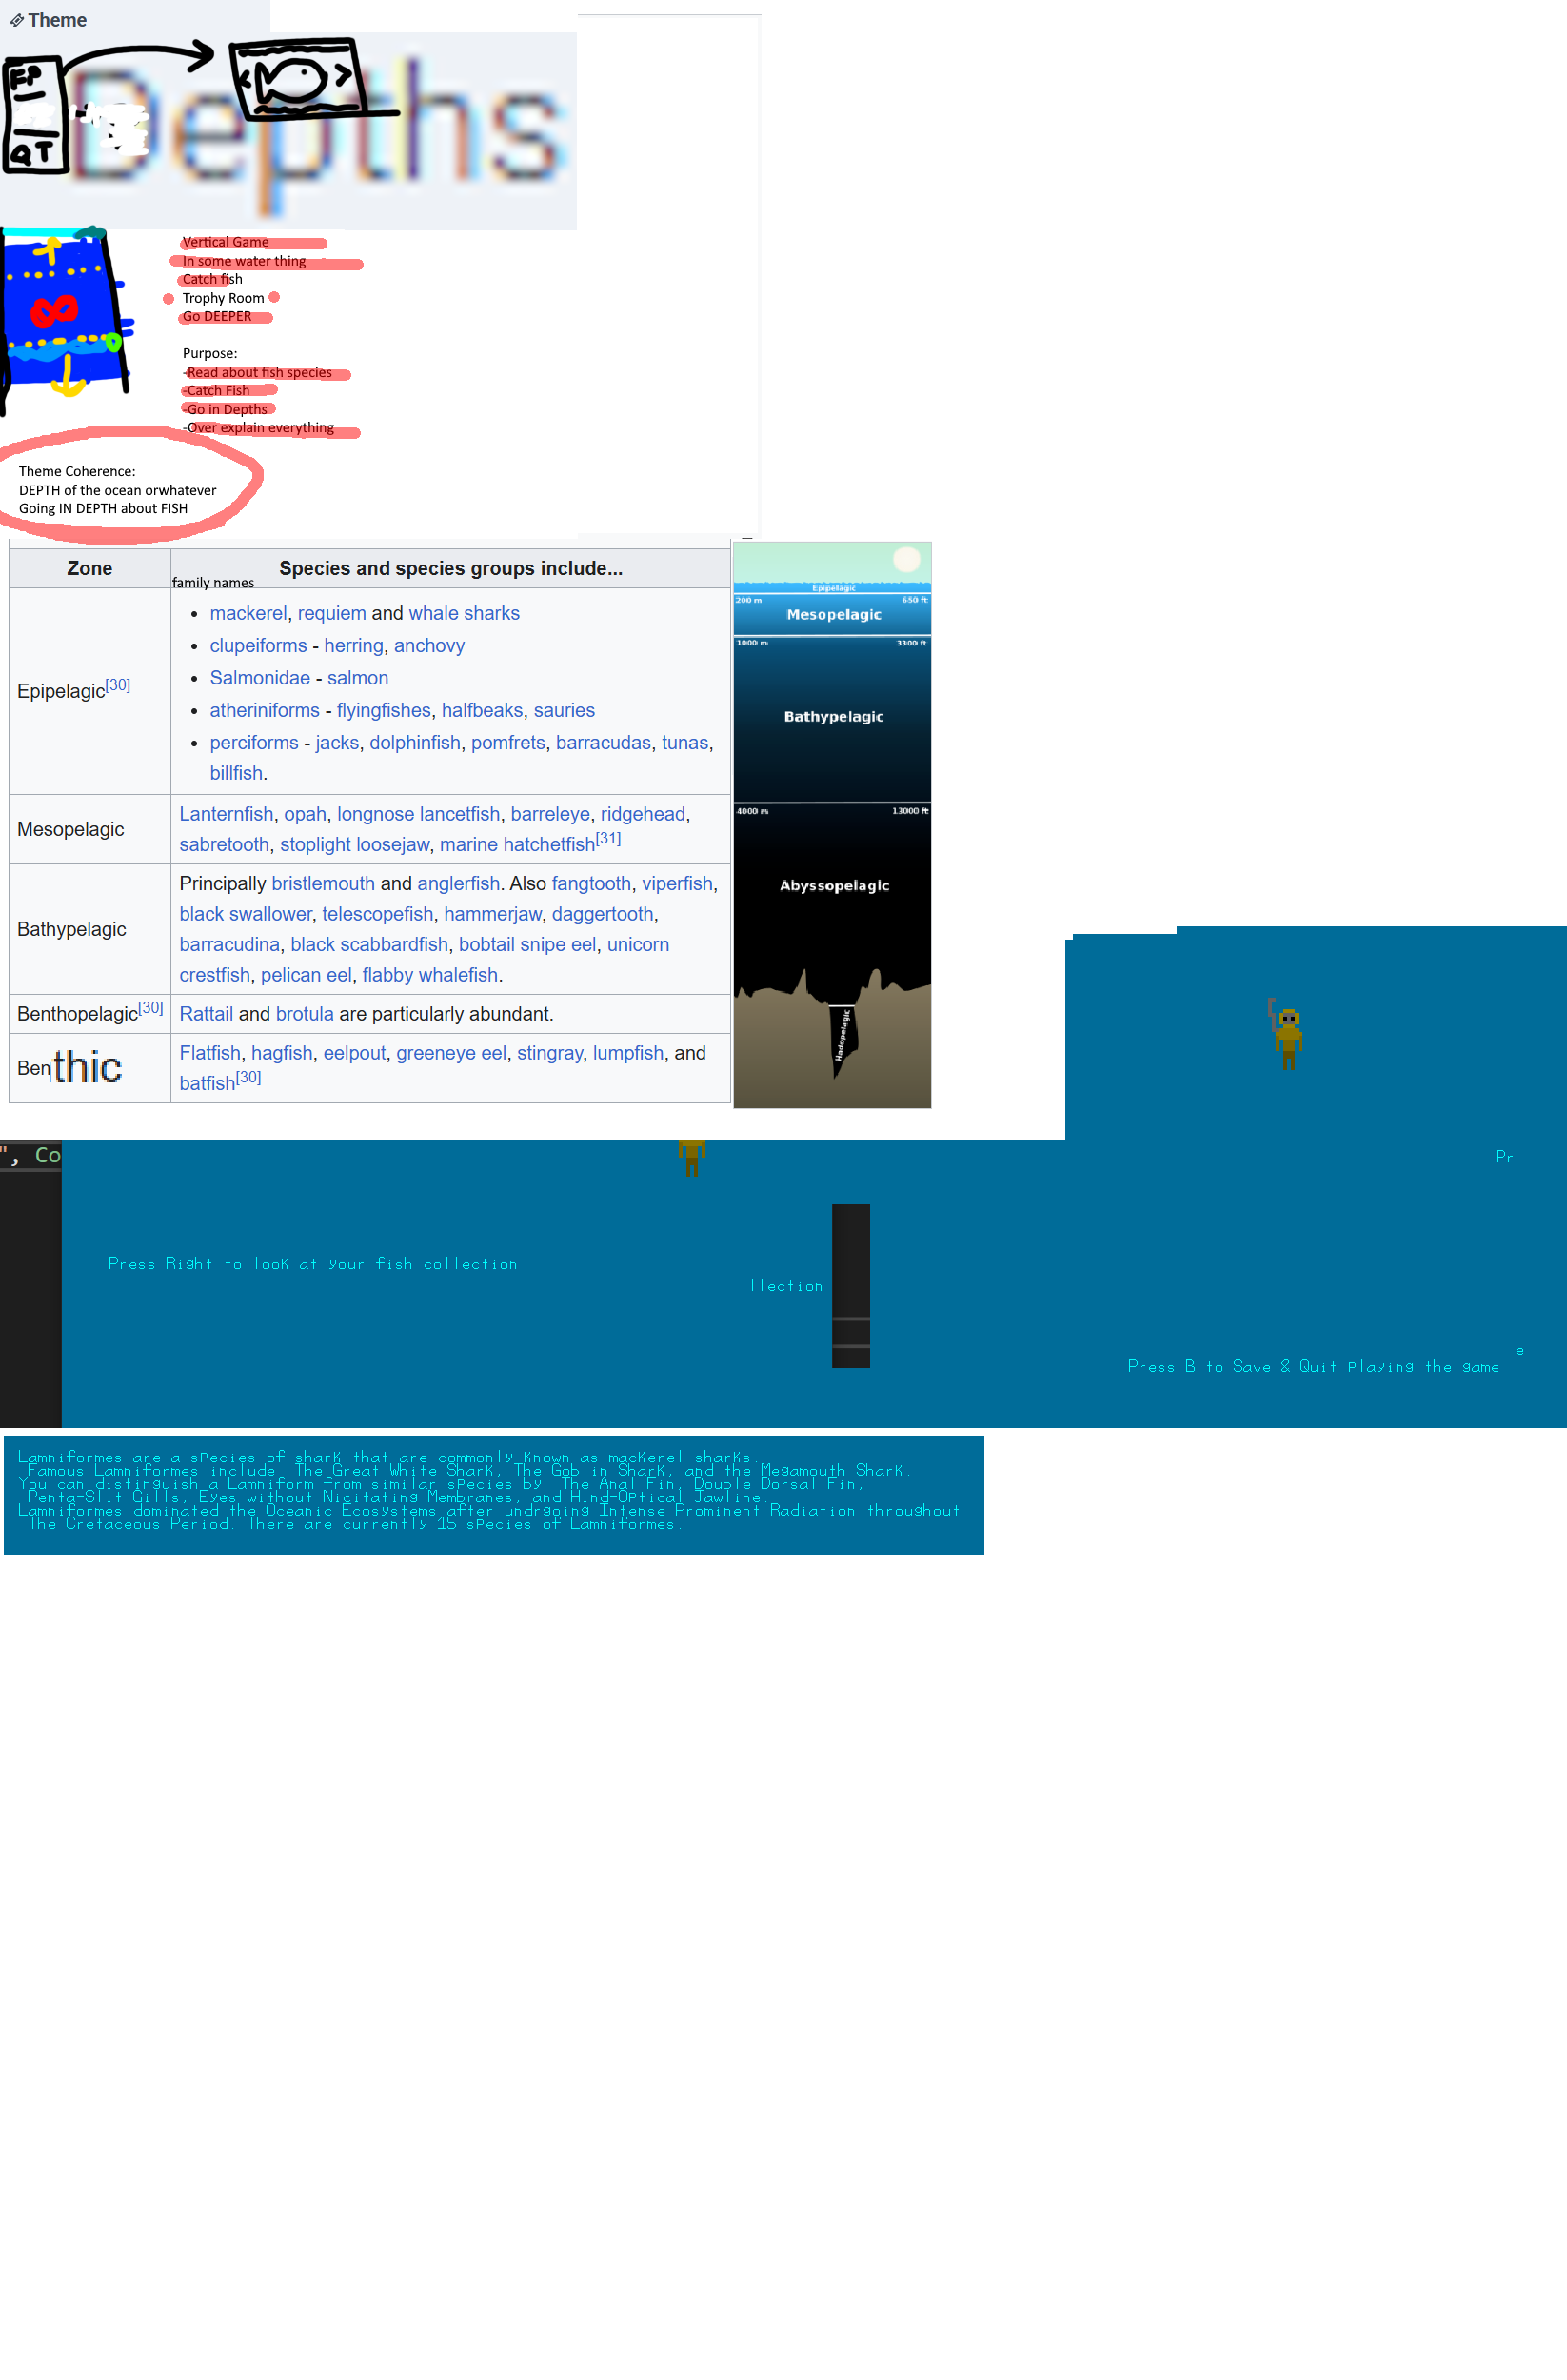 Theme
Depths
FP
QT
Vertical Game
In some water thing
Catch fish
Trophy Room
Go DEEPER
Purpose:
-Read about fish species
-Catch Fish
-Go in Depths
-Over explain everything
Theme Coherence:
DEPTH of the ocean orwhatever
Going IN DEPTH about FISH
Zone
Species and species groups include...
family names
Epipelagic[30]
mackerel, requiem and whale sharks
clupeiforms - herring, anchovy
Salmonidae - salmon
atheriniforms - flyingfishes, halfbeaks, sauries
perciforms - jacks, dolphinfish, pomfrets, barracudas, tunas,
billfish.
Mesopelagic
Lanternfish, opah, longnose lancetfish, barreleye, ridgehead,
sabretooth, stoplight loosejaw, marine hatchetfish[31]
Bathypelagic
Principally bristlemouth and anglerfish. Also fangtooth, viperfish,
black swallower, telescopefish, hammerjaw, daggertooth,
barracudina, black scabbardfish, bobtail snipe eel, unicorn
crestfish, pelican eel, flabby whalefish.
Benthopelagic[30]
Rattail and brotula are particularly abundant.
Benthic
Flatfish, hagfish, eelpout, greeneye eel, stingray, lumpfish, and
batfish[30]
Epipelagic
200 m 650 ft
Mesopelagic
1000 m 3300 ft
Bathypelagic
4000 m 13000 ft
Abyssopelagic
Hadopelagic
", Co
Pr
Press Right to look at your fish collection
llection
e
Press B to Save & Quit playing the game
Lamniformes are a species of shark that are commonly known as mackerel sharks.
Famous Lamniformes include The Great White Shark, The Goblin Shark, and the Megamouth Shark.
You can distinguish a Lamniform from similar species by The Anal Fin, Double Dorsal Fin,
Penta-Slit Gills, Eyes without Nicitating Membranes, and Hind-Optical Jawline.
Lamniformes dominated the Oceanic Ecosystems after undrgoing Intense Prominent Radiation throughout
The Cretaceous Period. There are currently 15 species of Lamniformes.